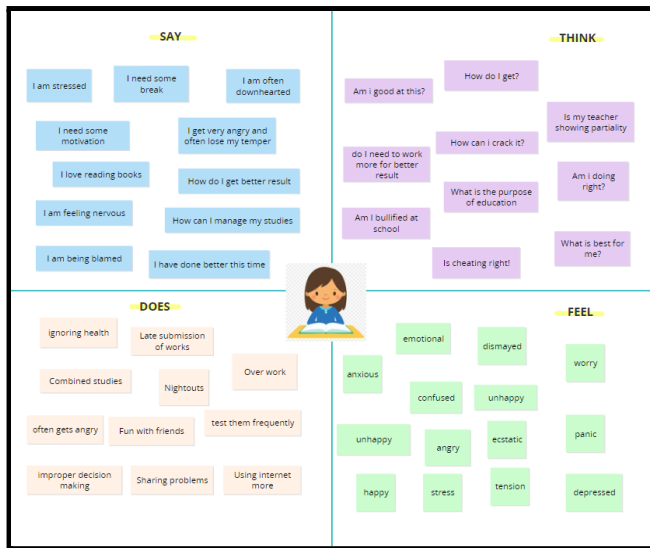 SAY
I am stressed
I need some
break
I am often
downhearted
I need some
motivation
I get very angry and
often lose my temper
I love reading books
How do I get better result
I am feeling nervous
How can I manage my studies
I am being blamed
I have done better this time
THINK
Am i good at this?
How do I get?
Is my teacher
showing partiality
How can i crack it?
do I need to work
more for better
result
Am i doing
right?
What is the purpose
of education
Am I bullified at
school
What is best for
me?
Is cheating right!
DOES
ignoring health
Late submission
of works
Over work
Combined studies
Nightouts
often gets angry
Fun with friends
test them frequently
improper decision
making
Sharing problems
Using internet
more
FEEL
emotional
dismayed
worry
anxious
confused
unhappy
unhappy
angry
ecstatic
panic
happy
stress
tension
depressed